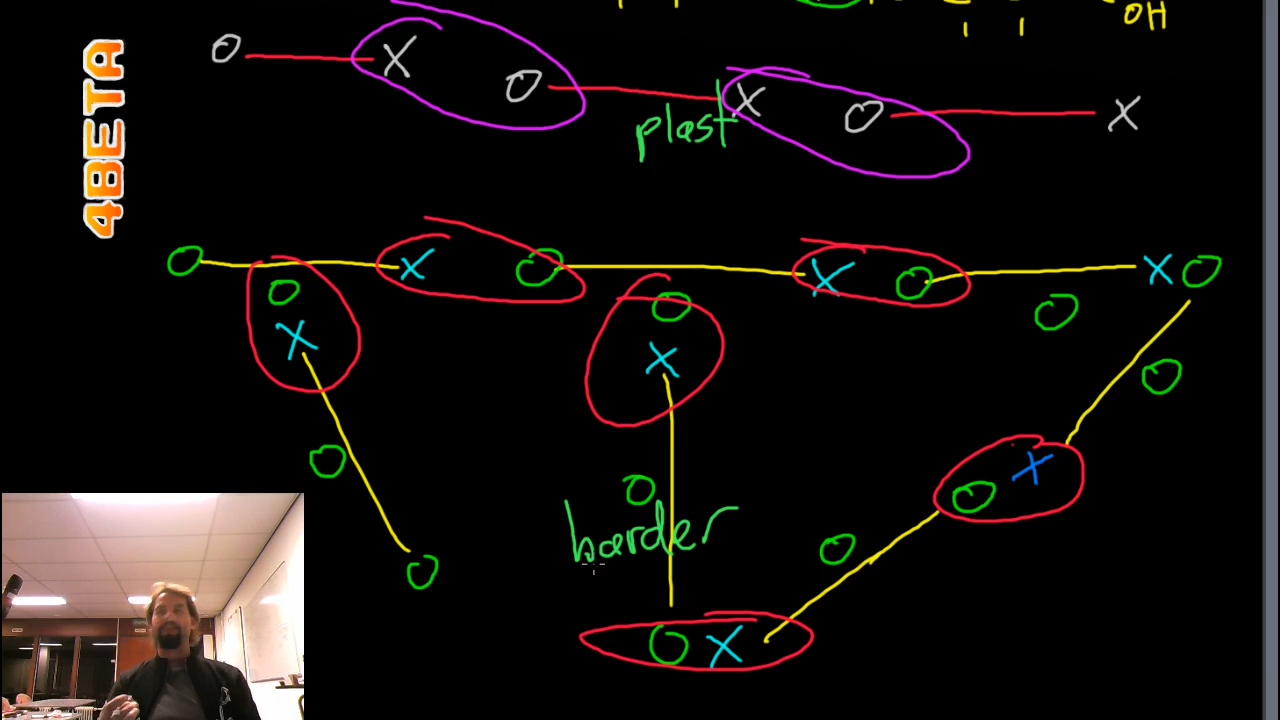 OH
O X O X O X
plast
4BETA
O X O X O X O
O O O
X X O
O O X
O O O
harder
O
O X